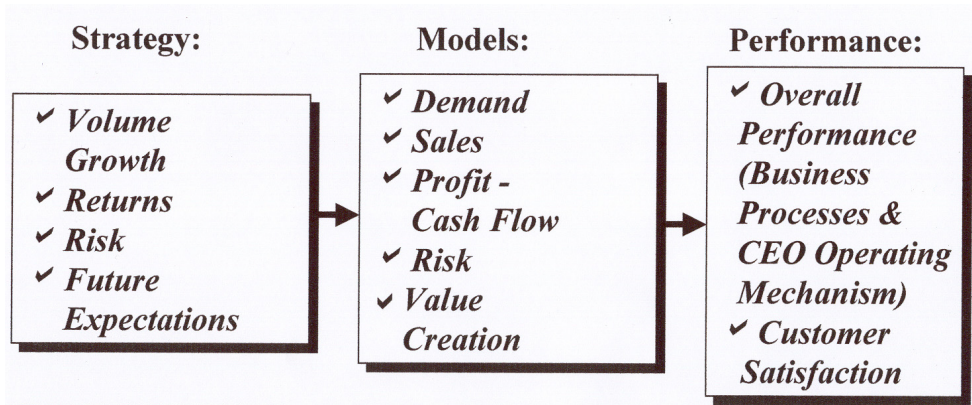 Strategy:
✔ Volume
Growth
✔ Returns
✔ Risk
✔ Future
Expectations
Models:
✔ Demand
✔ Sales
✔ Profit -
Cash Flow
✔ Risk
✔ Value
Creation
Performance:
✔ Overall
Performance
(Business
Processes &
CEO Operating
Mechanism)
✔ Customer
Satisfaction